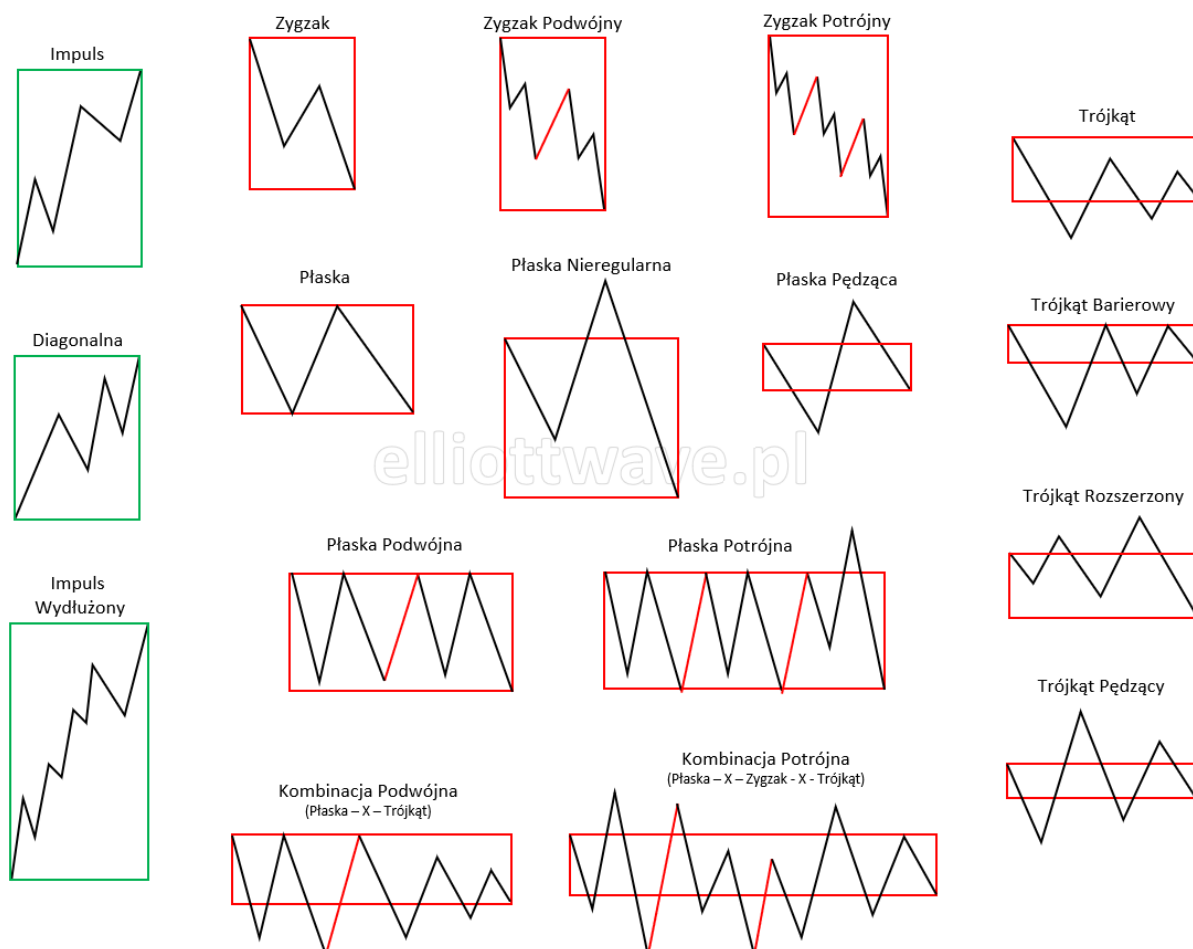 Impuls
Zygzak
Zygzak Podwójny
Zygzak Potrójny
Trójkąt
Diagonalna
Płaska
Płaska Nieregularna
Płaska Pędząca
Trójkąt Barierowy
elliottwave.pl
Impuls
Wydłużony
Płaska Podwójna
Płaska Potrójna
Trójkąt Rozszerzony
Trójkąt Pędzący
Kombinacja Podwójna
(Płaska – X – Trójkąt)
Kombinacja Potrójna
(Płaska – X – Zygzak - X - Trójkąt)